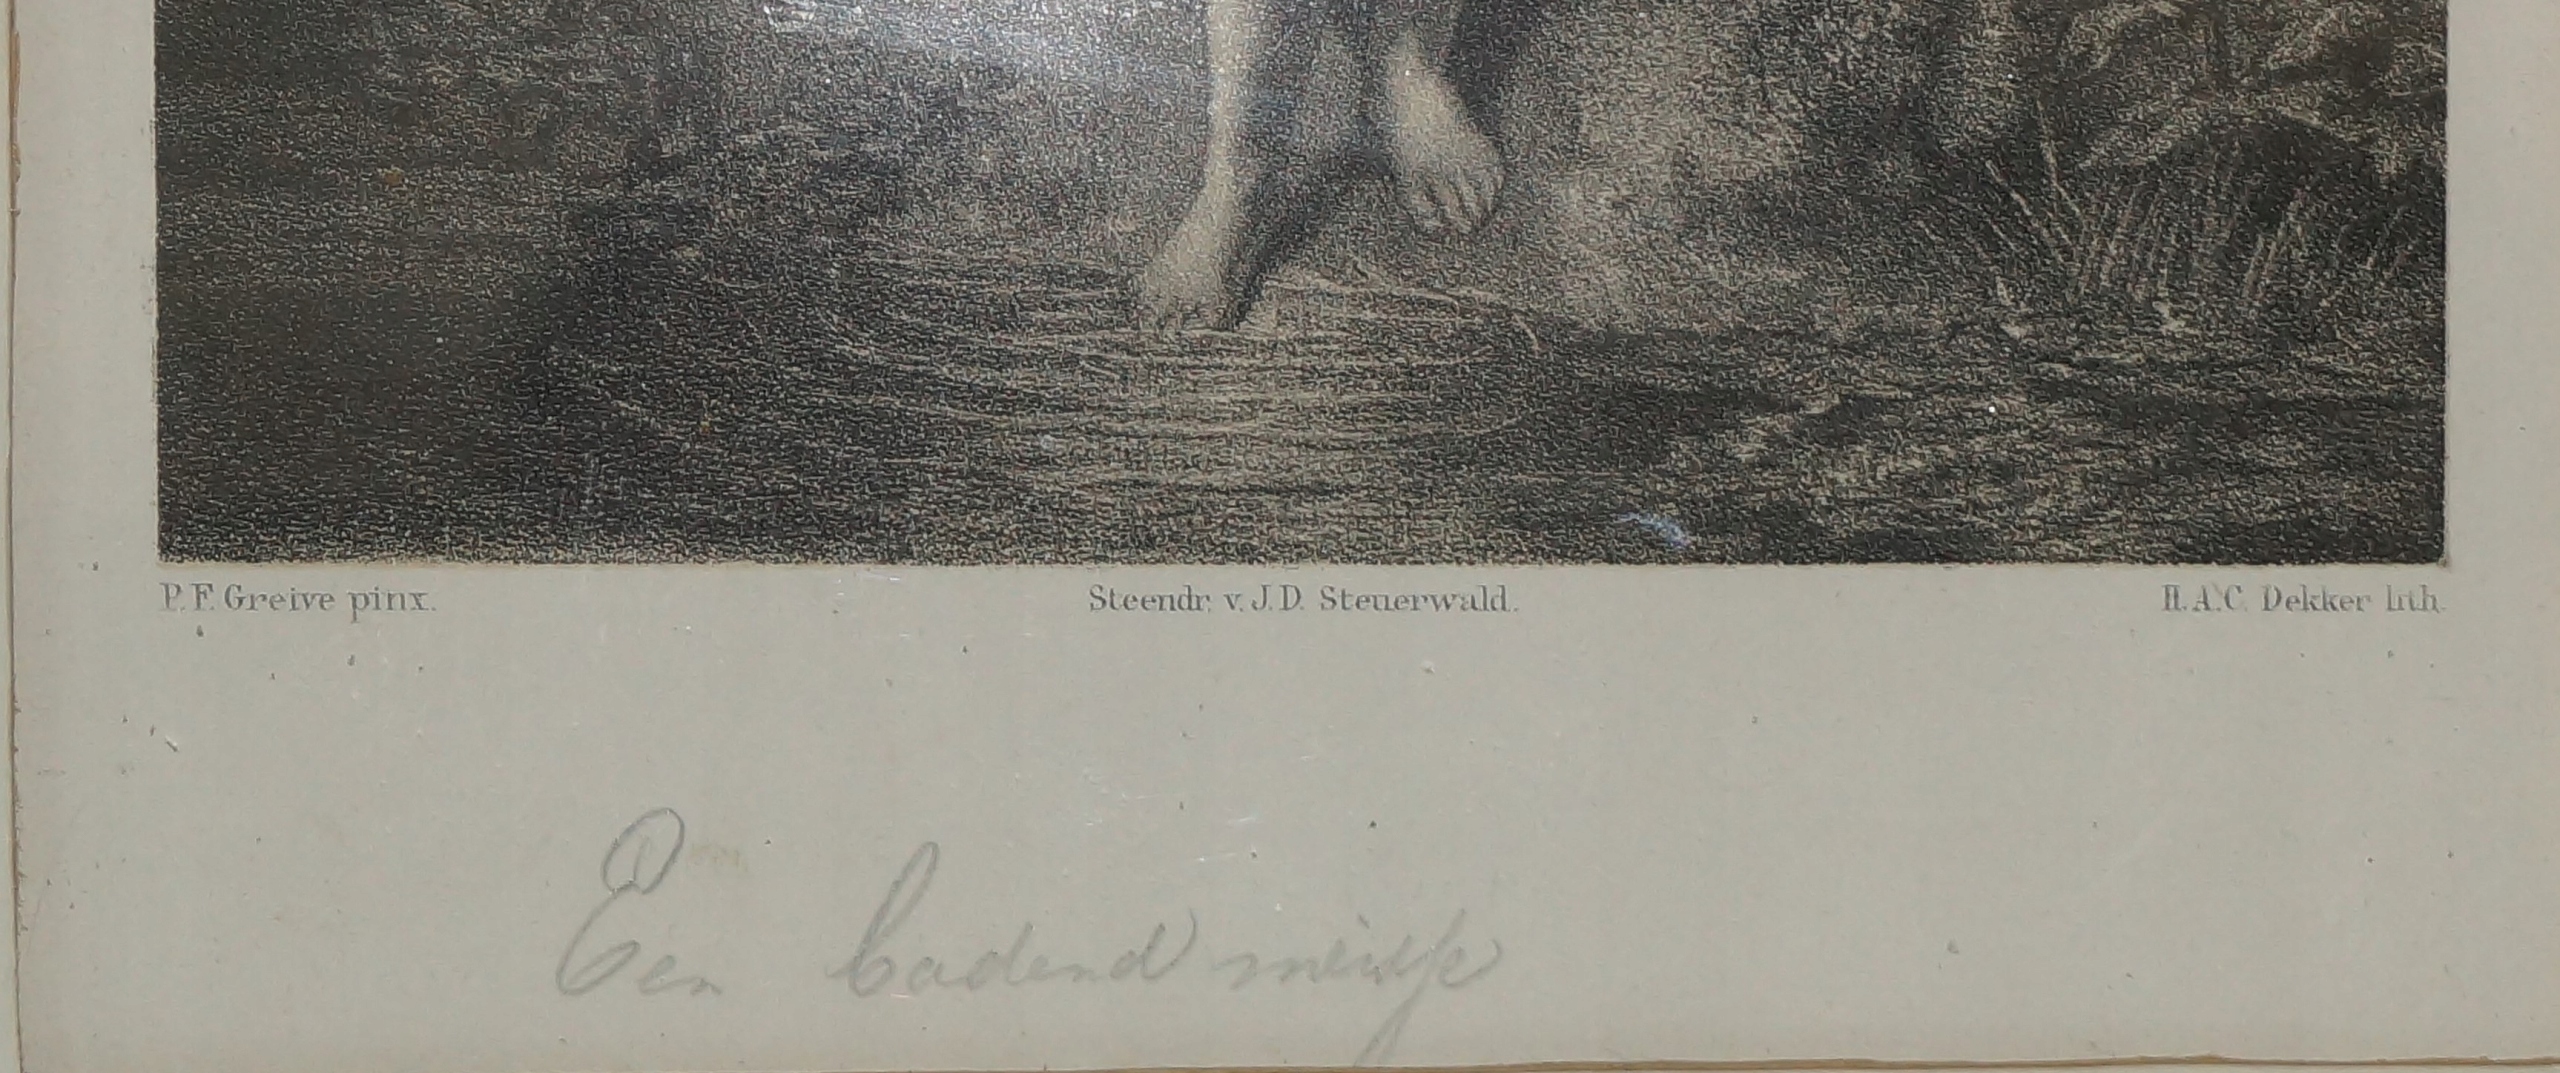 P. F. Greive pinx.
Steendr. v. J. D. Steuerwald.
H. A. C. Dekker lith.
Een badend meisje